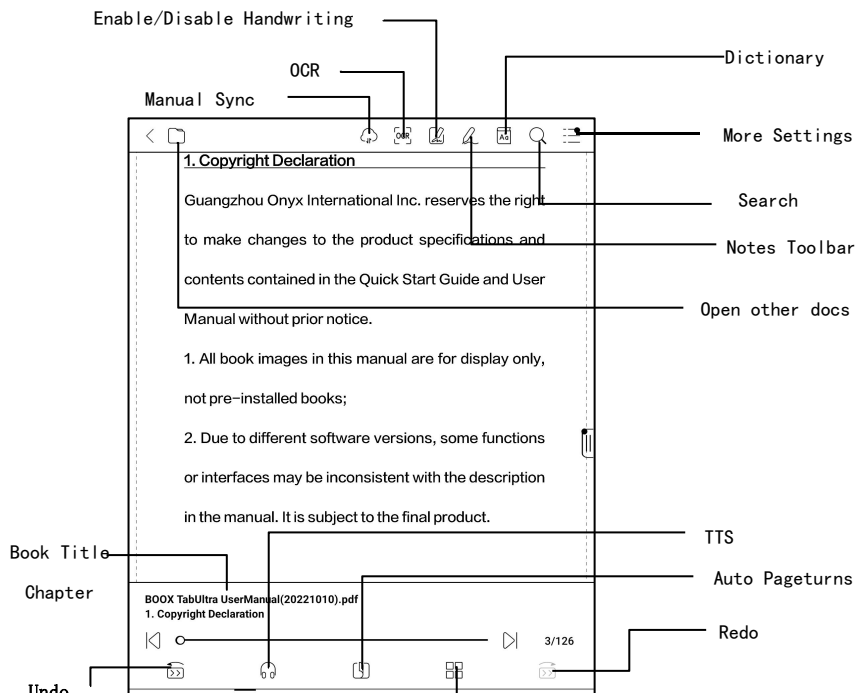 Enable/Disable Handwriting
Dictionary
OCR
Manual Sync
OCR
Aa
More Settings
1. Copyright Declaration
Guangzhou Onyx International Inc. reserves the right
Search
to make changes to the product specifications and
Notes Toolbar
contents contained in the Quick Start Guide and User
Open other docs
Manual without prior notice.
1. All book images in this manual are for display only,
not pre-installed books;
2. Due to different software versions, some functions
or interfaces may be inconsistent with the description
in the manual. It is subject to the final product.
TTS
Book Title
Auto Pageturns
Chapter
BOOX TabUltra UserManual(20221010).pdf
1. Copyright Declaration
Redo
3/126
Undo